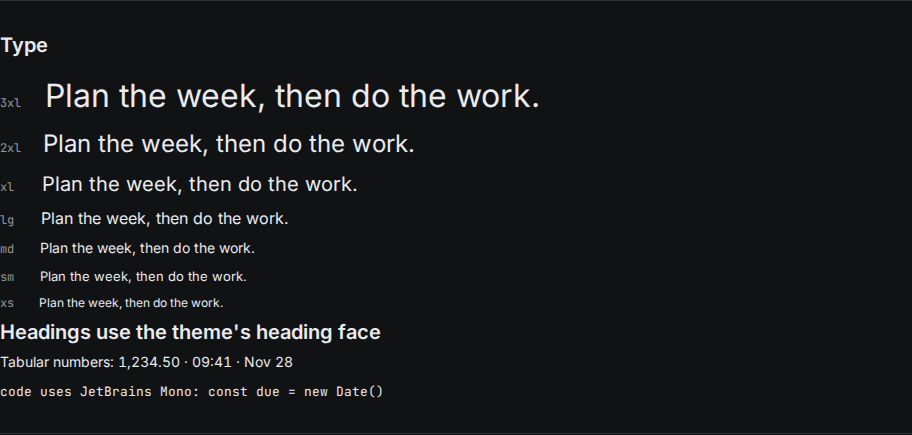 Type
3xl Plan the week, then do the work.
2xl Plan the week, then do the work.
xl Plan the week, then do the work.
lg Plan the week, then do the work.
md Plan the week, then do the work.
sm Plan the week, then do the work.
xs Plan the week, then do the work.
Headings use the theme's heading face
Tabular numbers: 1,234.50 · 09:41 · Nov 28
code uses JetBrains Mono: const due = new Date()